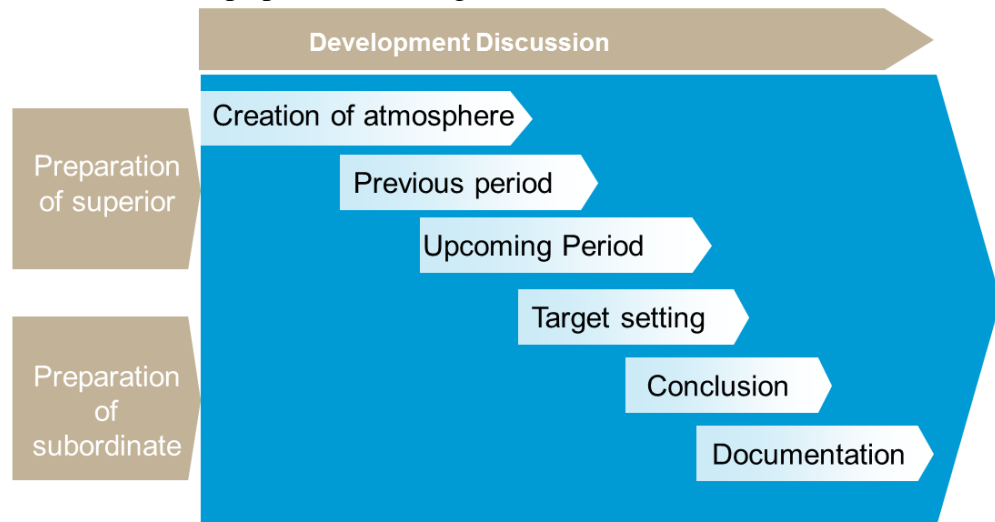 Development Discussion
Creation of atmosphere
Preparation
of superior
Previous period
Upcoming Period
Target setting
Preparation
of
subordinate
Conclusion
Documentation